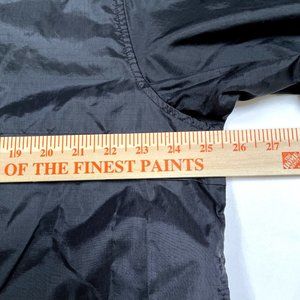 19 20 21 22 23 24 25 26 27
OF THE FINEST PAINTS